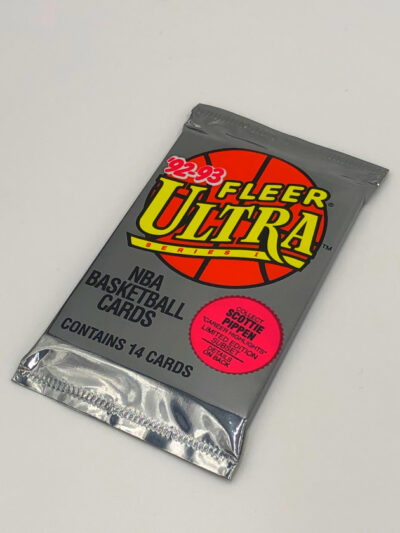 '92-93
FLEER®
ULTRA™
SERIES I
NBA
BASKETBALL
CARDS
CONTAINS 14 CARDS
COLLECT
SCOTTIE
PIPPEN
"CAREER HIGHLIGHTS"
LIMITED EDITION
SUBSET
DETAILS
ON BACK